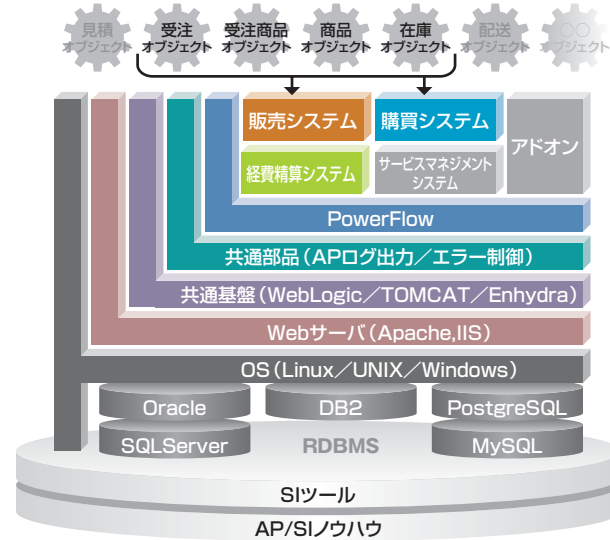 見積
オブジェクト
受注
オブジェクト
受注商品
オブジェクト
商品
オブジェクト
在庫
オブジェクト
配送
オブジェクト
○○
オブジェクト
販売システム
購買システム
アドオン
経費精算システム
サービスマネジメント
システム
PowerFlow
共通部品(APログ出力／エラー制御)
共通基盤(WebLogic／TOMCAT／Enhydra)
Webサーバ(Apache,IIS)
OS(Linux／UNIX／Windows)
Oracle
DB2
PostgreSQL
SQLServer
RDBMS
MySQL
SIツール
AP/SIノウハウ